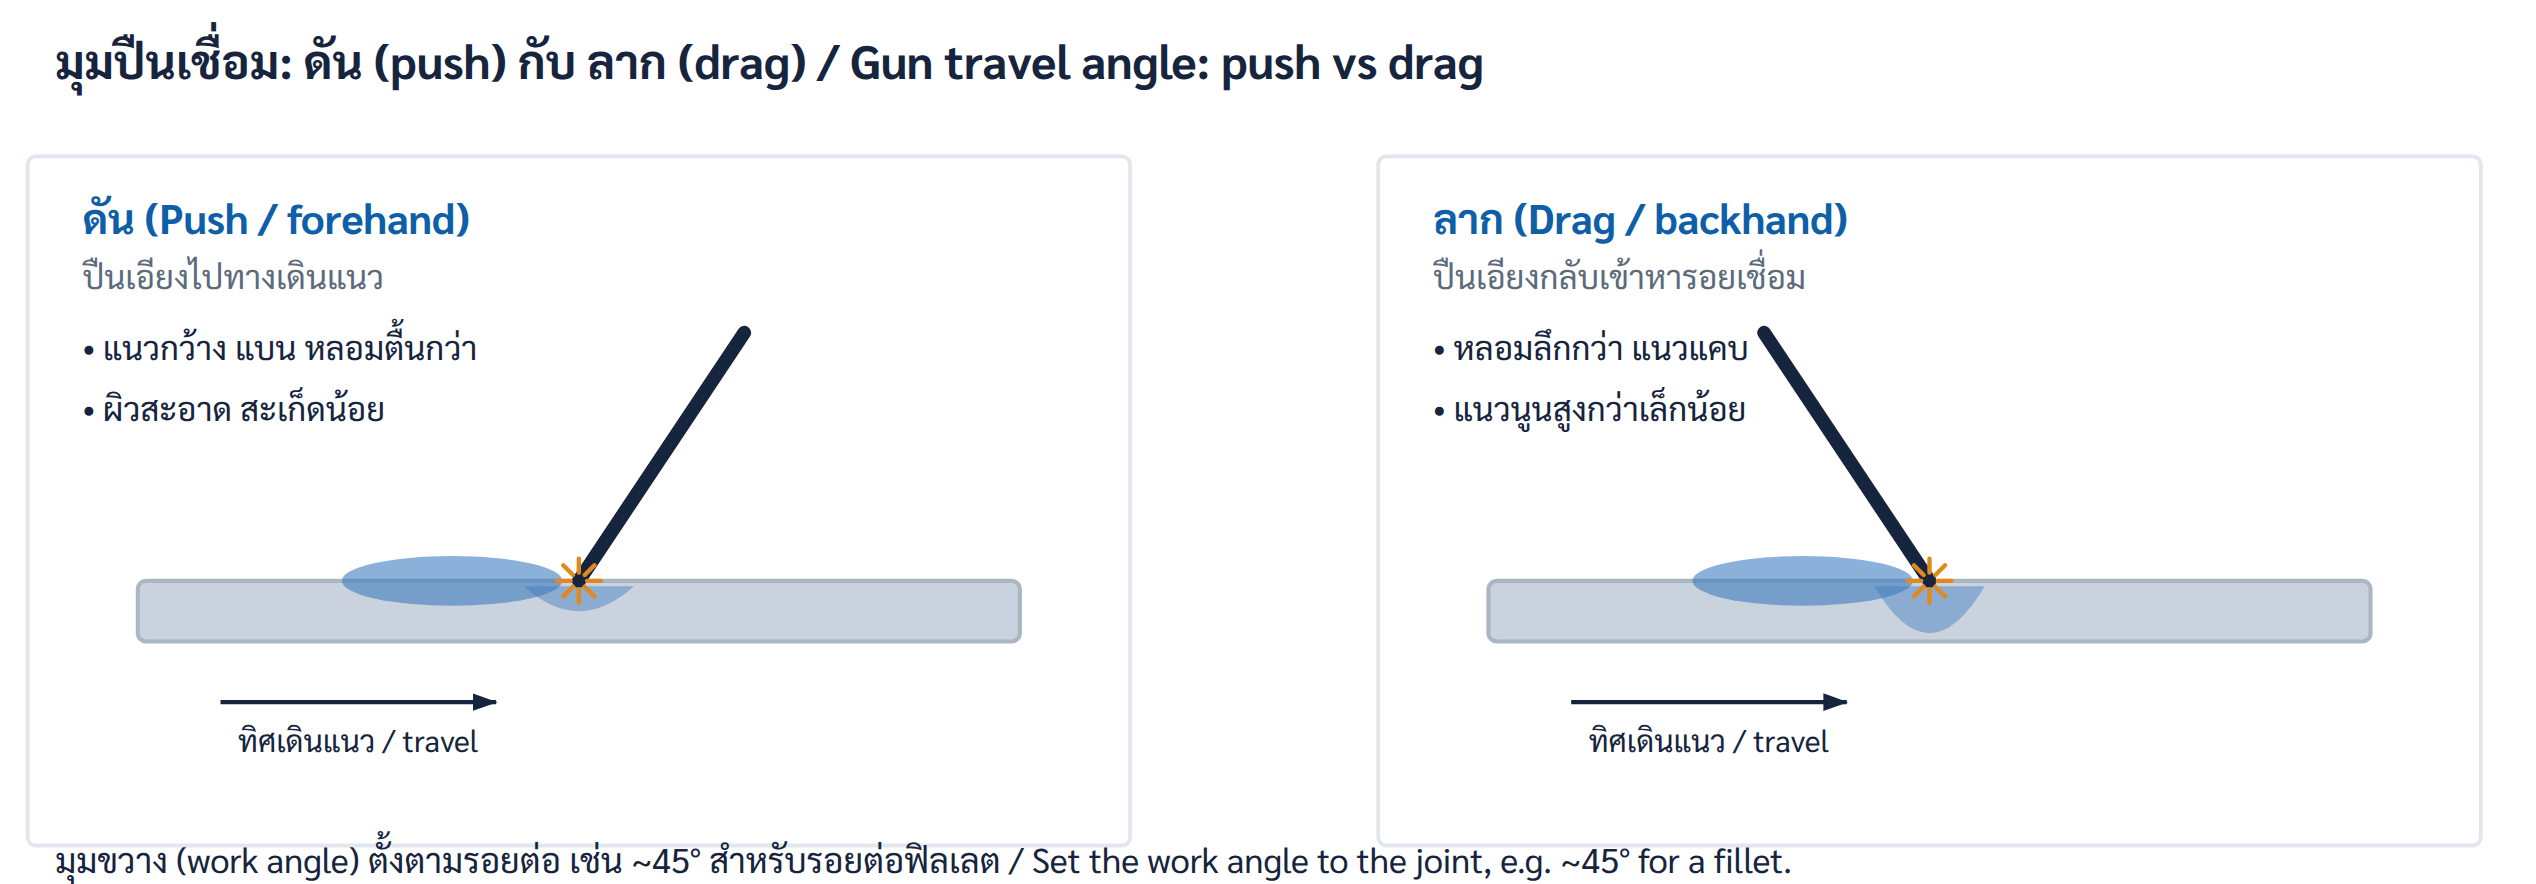 มุมปืนเชื่อม: ดัน (push) กับ ลาก (drag) / Gun travel angle: push vs drag
ดัน (Push / forehand)
ปืนเอียงไปทางเดินแนว
• แนวกว้าง แบน หลอมตื้นกว่า
• ผิวสะอาด สะเก็ดน้อย
ทิศเดินแนว / travel
ลาก (Drag / backhand)
ปืนเอียงกลับเข้าหารอยเชื่อม
• หลอมลึกกว่า แนวแคบ
• แนวนูนสูงกว่าเล็กน้อย
ทิศเดินแนว / travel
มุมขวาง (work angle) ตั้งตามรอยต่อ เช่น ~45° สำหรับรอยต่อฟิลเลต / Set the work angle to the joint, e.g. ~45° for a fillet.